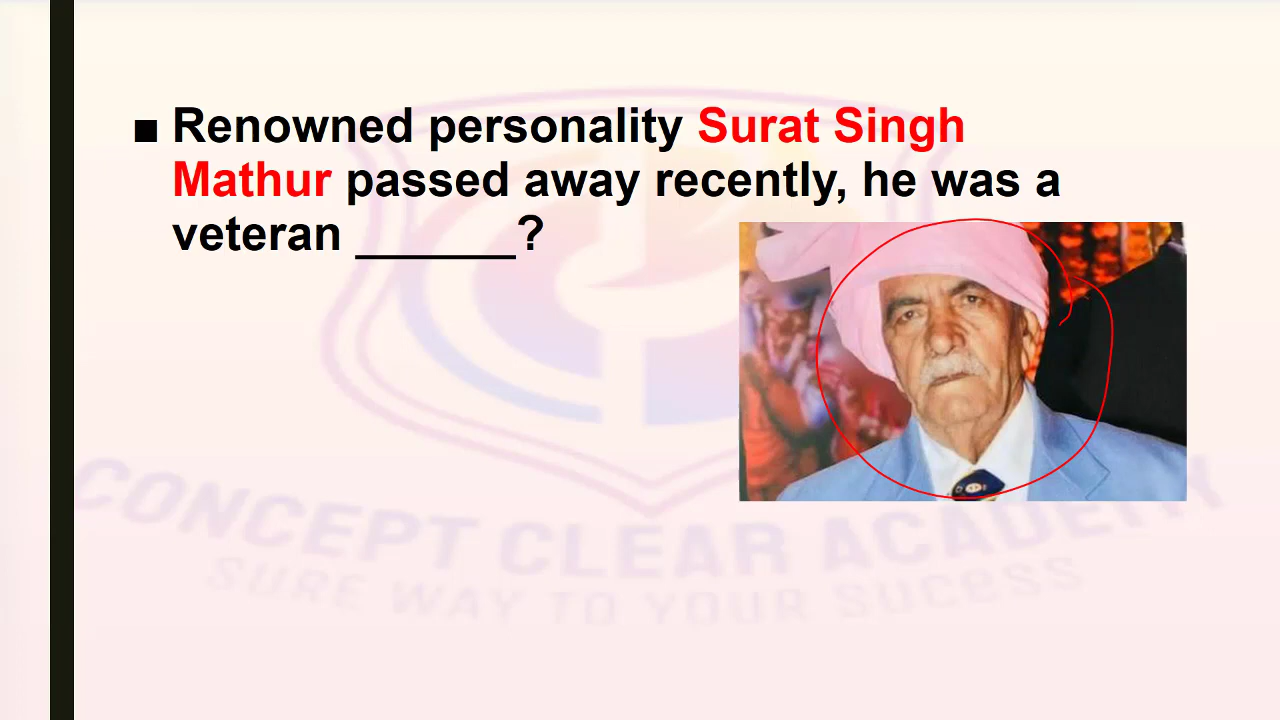 Renowned personality Surat Singh
Mathur passed away recently, he was a
veteran ______?
CONCEPT CLEAR ACADEMY
SURE WAY TO YOUR SUCESS